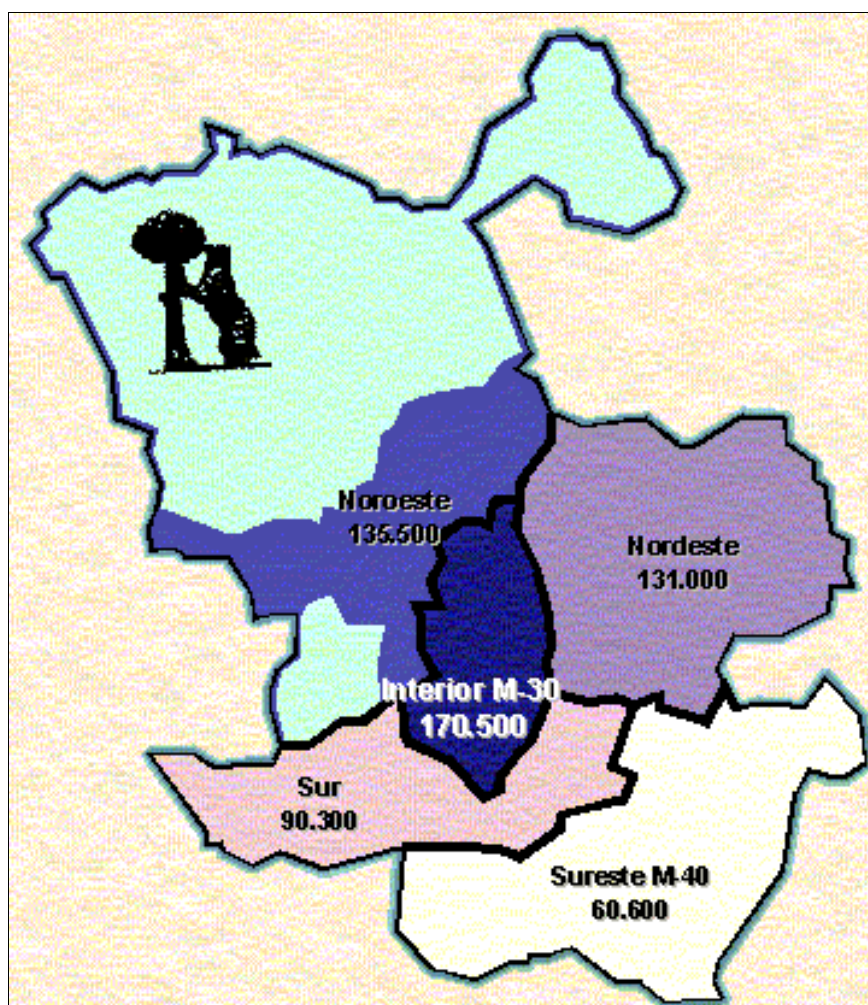 Noroeste
135.500
Nordeste
131.000
Interior M-30
170.500
Sur
90.300
Sureste M-40
60.600